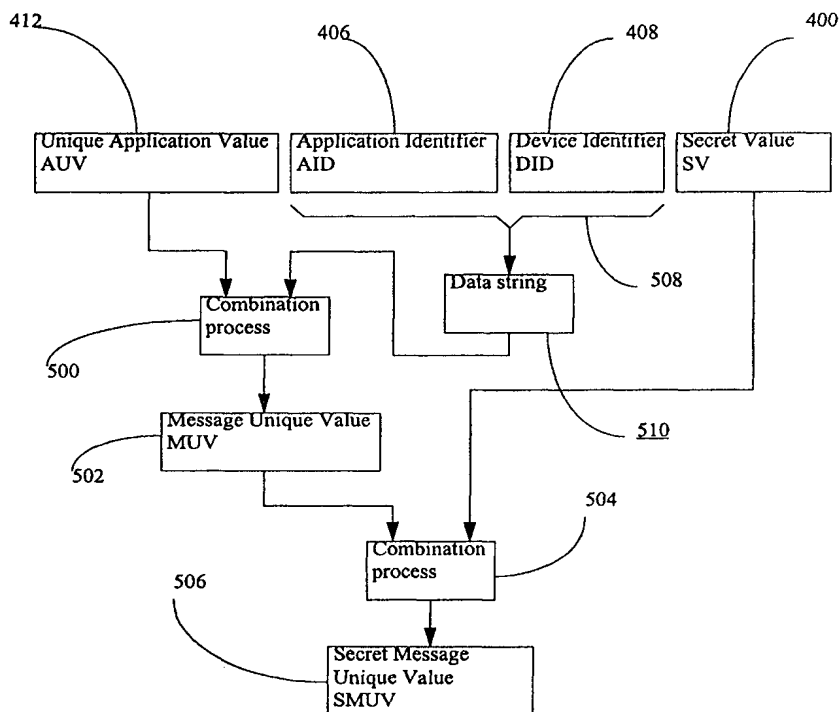 412
406
408
400
Unique Application Value
AUV
Application Identifier
AID
Device Identifier
DID
Secret Value
SV
508
Data string
Combination
process
500
Message Unique Value
MUV
510
502
504
Combination
process
506
Secret Message
Unique Value
SMUV